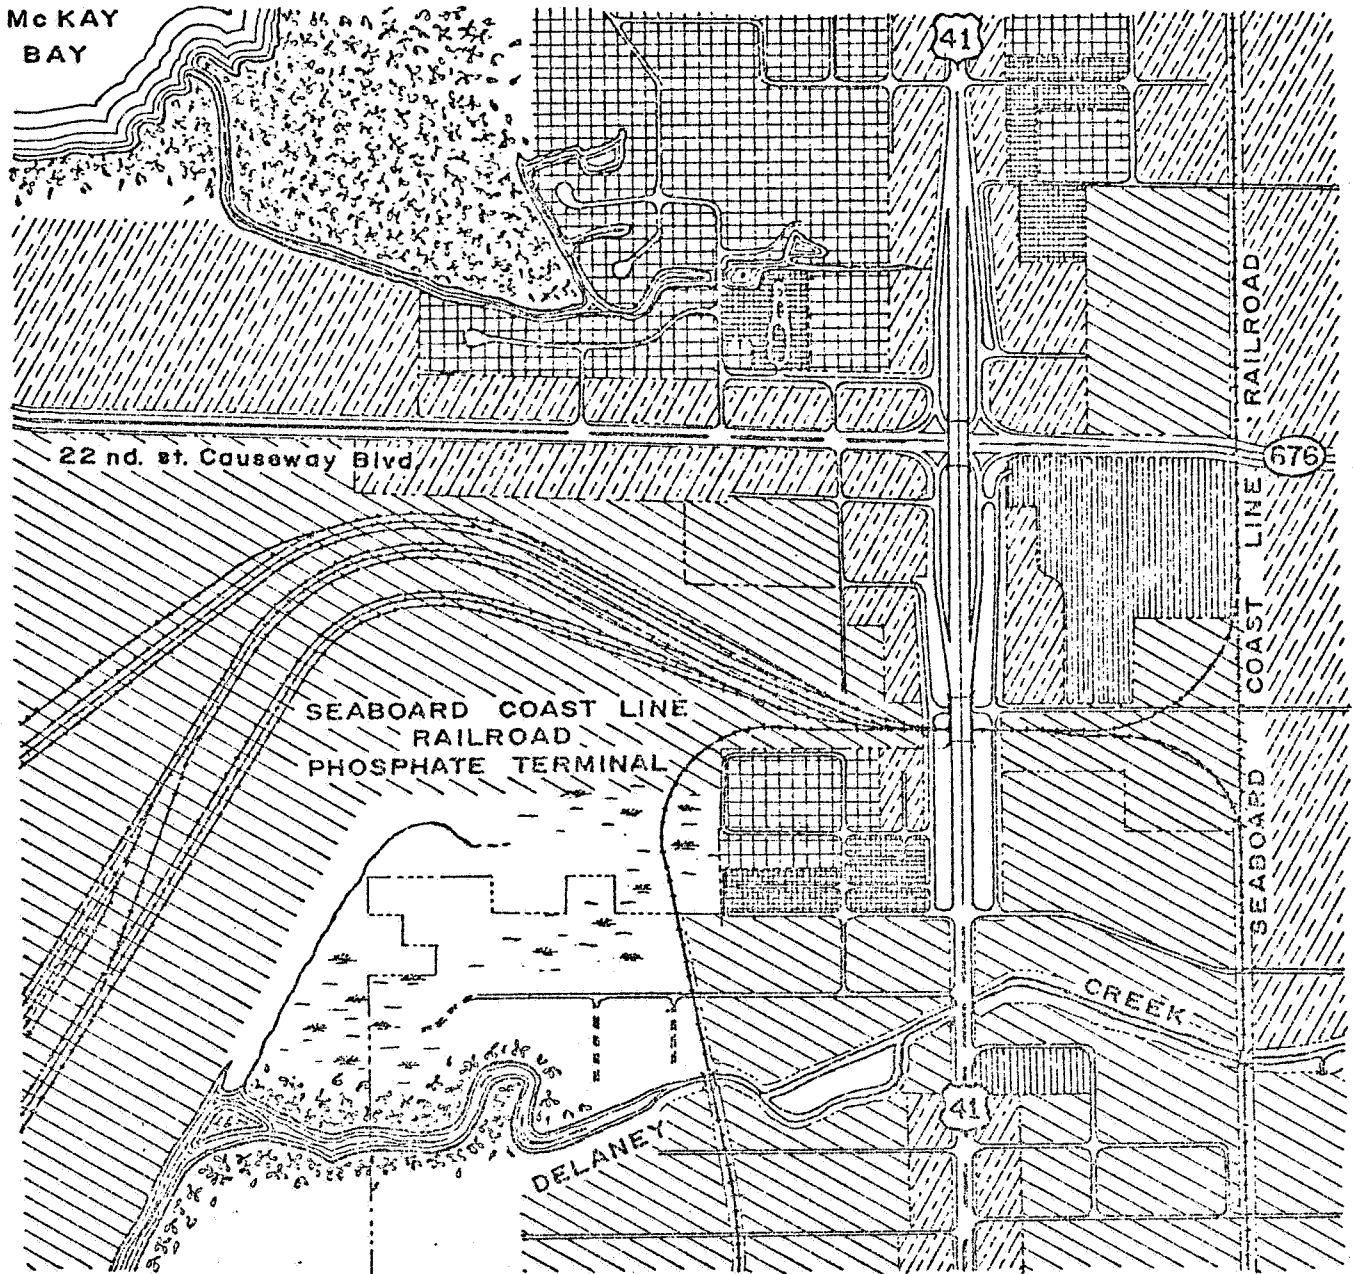 McKAY
BAY
41
RAILROAD
22 nd. st. Causeway Blvd.
676
LINE
COAST
SEABOARD COAST LINE
RAILROAD
PHOSPHATE TERMINAL
SEABOARD
CREEK
41
DELANEY